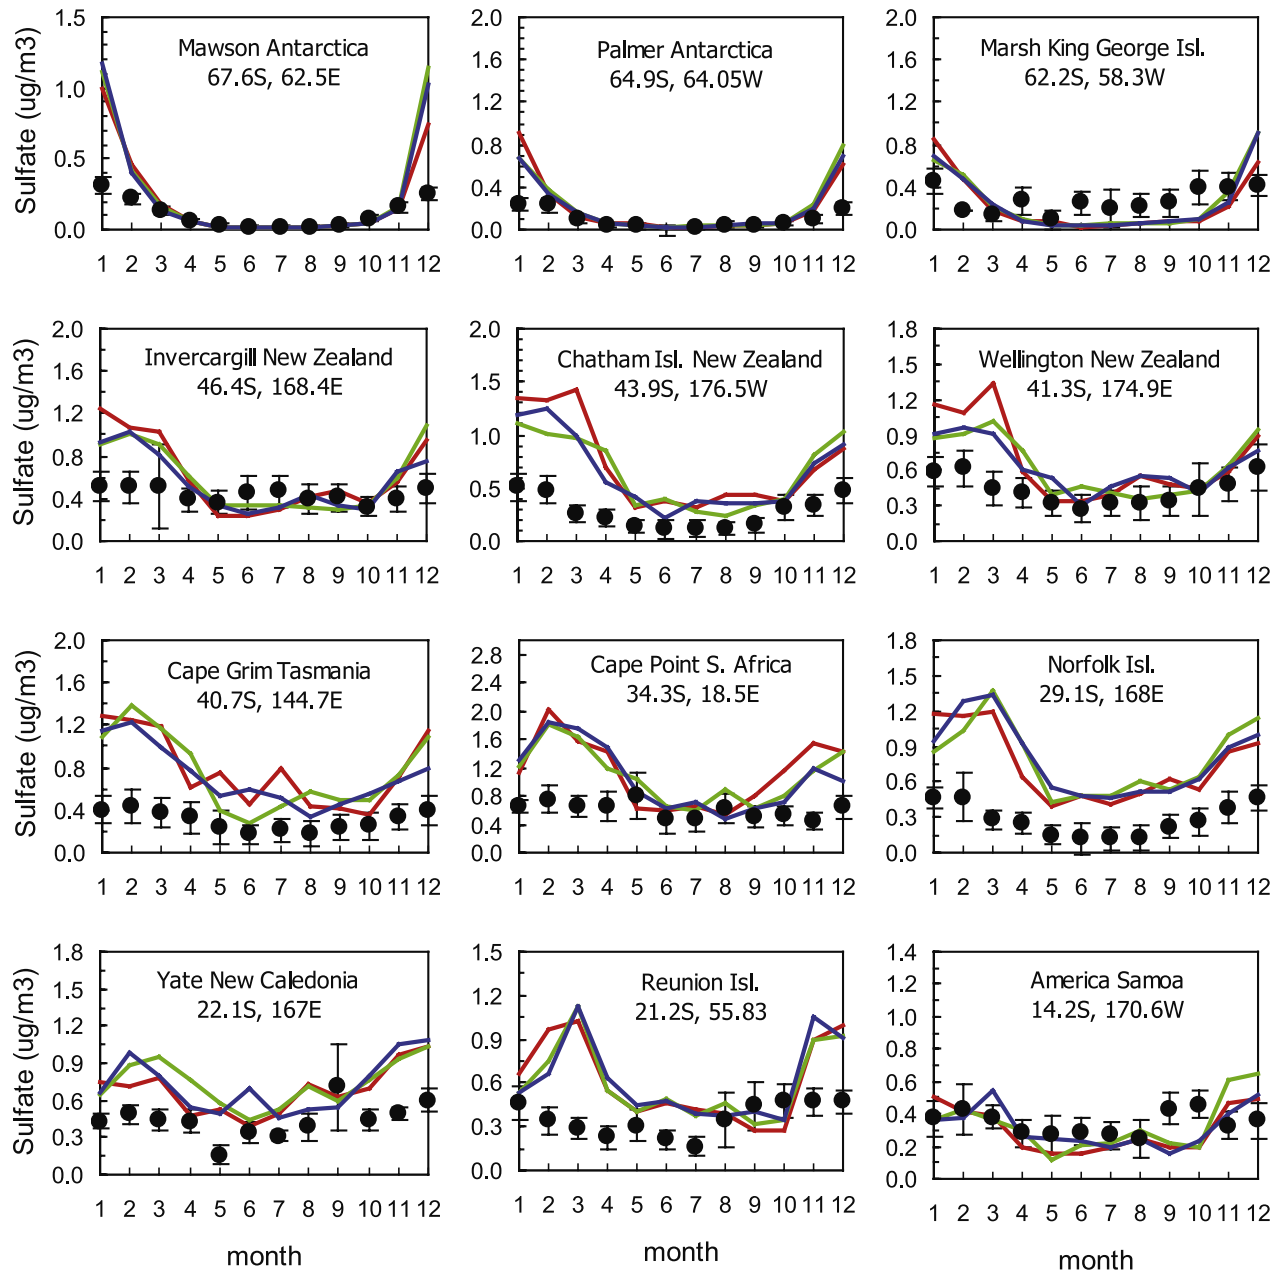 Sulfate (ug/m3)
1.5
1.0
0.5
0.0
Mawson Antarctica
67.6S, 62.5E
1 2 3 4 5 6 7 8 9 10 11 12
2.0
1.6
1.2
0.8
0.4
0.0
Palmer Antarctica
64.9S, 64.05W
1 2 3 4 5 6 7 8 9 10 11 12
2.0
1.6
1.2
0.8
0.4
0.0
Marsh King George Isl.
62.2S, 58.3W
1 2 3 4 5 6 7 8 9 10 11 12
Sulfate (ug/m3)
2.0
1.6
1.2
0.8
0.4
0.0
Invercargill New Zealand
46.4S, 168.4E
1 2 3 4 5 6 7 8 9 10 11 12
2.0
1.5
1.0
0.5
0.0
Chatham Isl. New Zealand
43.9S, 176.5W
1 2 3 4 5 6 7 8 9 10 11 12
1.8
1.5
1.2
0.9
0.6
0.3
0.0
Wellington New Zealand
41.3S, 174.9E
1 2 3 4 5 6 7 8 9 10 11 12
Sulfate (ug/m3)
2.0
1.6
1.2
0.8
0.4
0.0
Cape Grim Tasmania
40.7S, 144.7E
1 2 3 4 5 6 7 8 9 10 11 12
2.8
2.4
2.0
1.6
1.2
0.8
0.4
0.0
Cape Point S. Africa
34.3S, 18.5E
1 2 3 4 5 6 7 8 9 10 11 12
1.8
1.5
1.2
0.9
0.6
0.3
0.0
Norfolk Isl.
29.1S, 168E
1 2 3 4 5 6 7 8 9 10 11 12
Sulfate (ug/m3)
1.8
1.5
1.2
0.9
0.6
0.3
0.0
Yate New Caledonia
22.1S, 167E
1 2 3 4 5 6 7 8 9 10 11 12
month
1.5
1.2
0.9
0.6
0.3
0.0
Reunion Isl.
21.2S, 55.83
1 2 3 4 5 6 7 8 9 10 11 12
month
1.4
1.2
1.0
0.8
0.6
0.4
0.2
0.0
America Samoa
14.2S, 170.6W
1 2 3 4 5 6 7 8 9 10 11 12
month